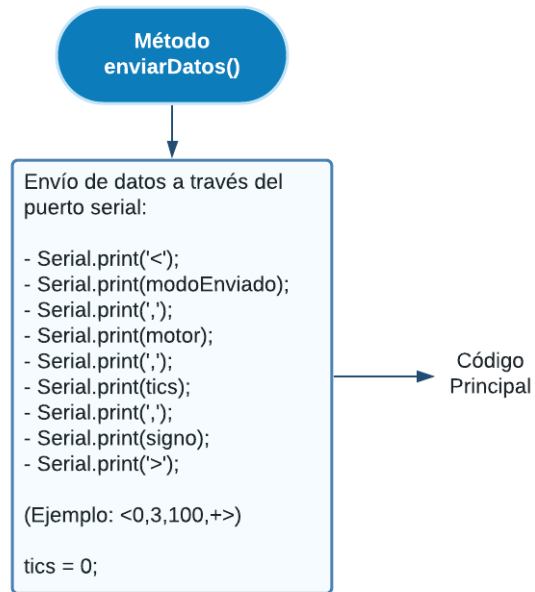 Método
enviarDatos()
Envío de datos a través del
puerto serial:
- Serial.print('<');
- Serial.print(modoEnviado);
- Serial.print(',');
- Serial.print(motor);
- Serial.print(',');
- Serial.print(tics);
- Serial.print(',');
- Serial.print(signo);
- Serial.print('>');
(Ejemplo: <0,3,100,+>)
tics = 0;
Código
Principal